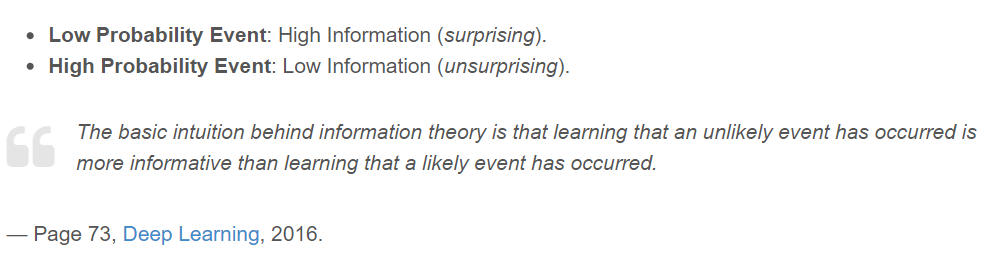 Low Probability Event: High Information (surprising).
High Probability Event: Low Information (unsurprising).
The basic intuition behind information theory is that learning that an unlikely event has occurred is
more informative than learning that a likely event has occurred.
— Page 73, Deep Learning, 2016.